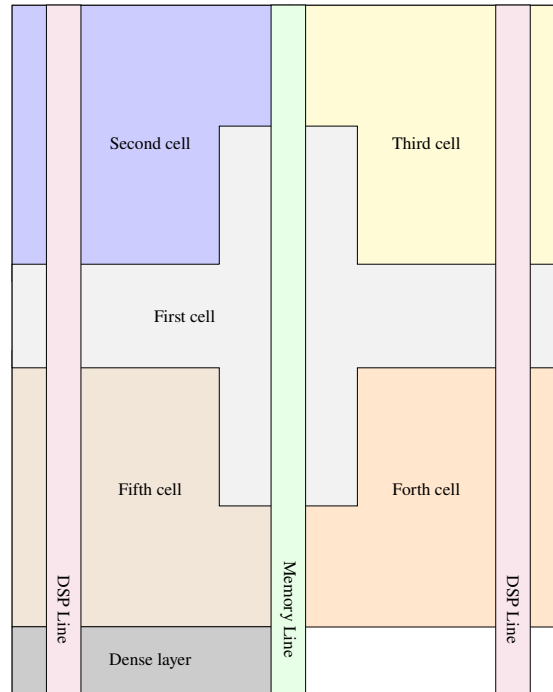 Second cell
Third cell
First cell
Fifth cell
Forth cell
DSP Line
Memory Line
DSP Line
Dense layer